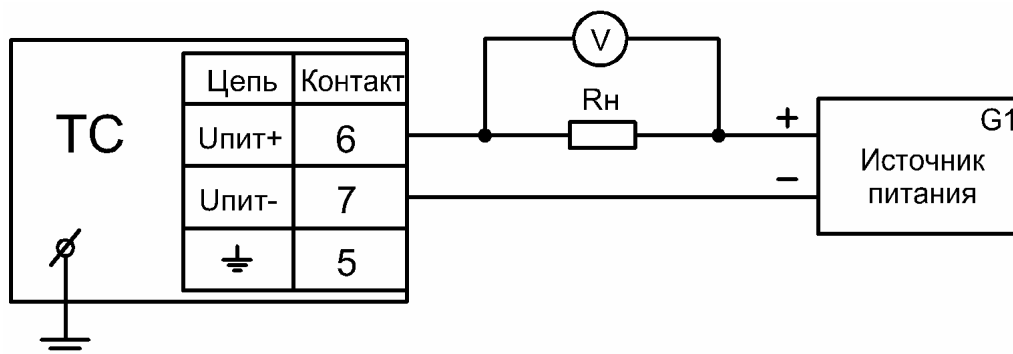 V
Цепь Контакт
Rн
+
G1
ТС
Uпит+ 6
Источник
питания
–
Uпит- 7
5